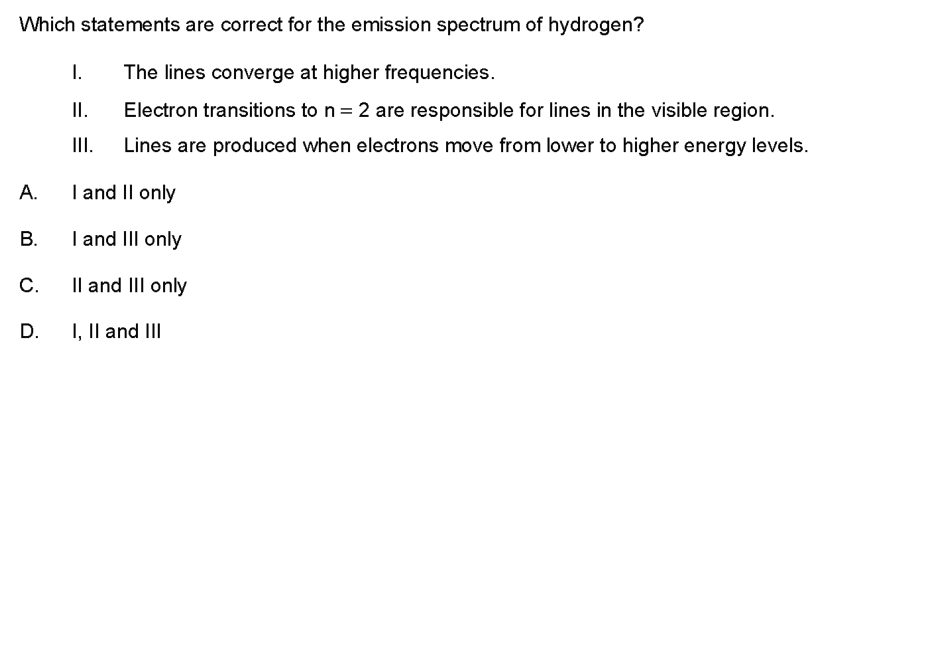 Which statements are correct for the emission spectrum of hydrogen?
I. The lines converge at higher frequencies.
II. Electron transitions to n = 2 are responsible for lines in the visible region.
III. Lines are produced when electrons move from lower to higher energy levels.
A. I and II only
B. I and III only
C. II and III only
D. I, II and III